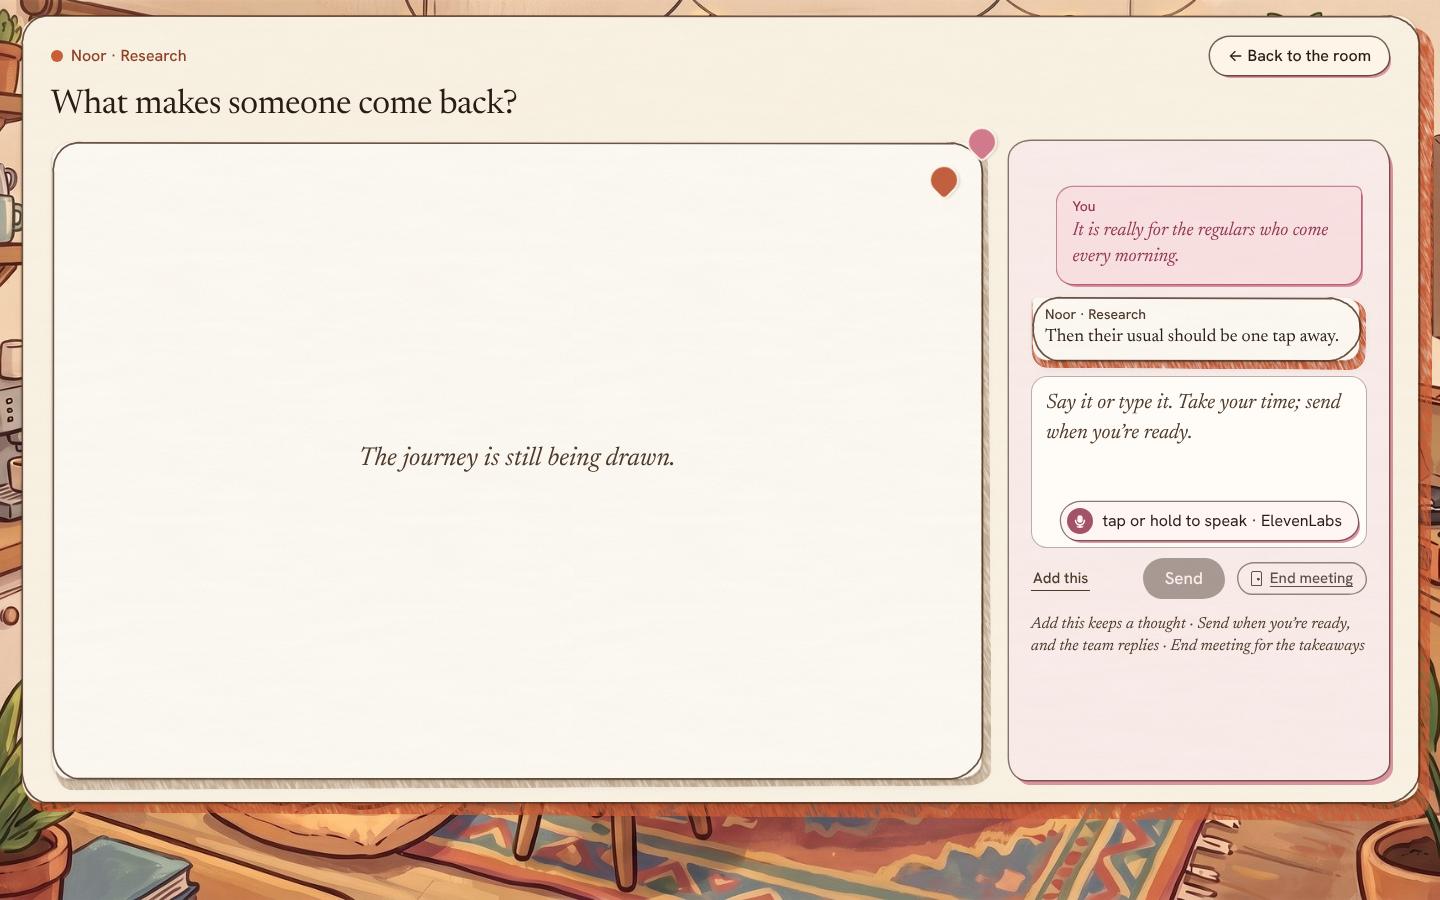 Noor · Research
← Back to the room
What makes someone come back?
The journey is still being drawn.
You
It is really for the regulars who come
every morning.
Noor · Research
Then their usual should be one tap away.
Say it or type it. Take your time; send
when you’re ready.
tap or hold to speak · ElevenLabs
Add this
Send
End meeting
Add this keeps a thought · Send when you’re ready,
and the team replies · End meeting for the takeaways